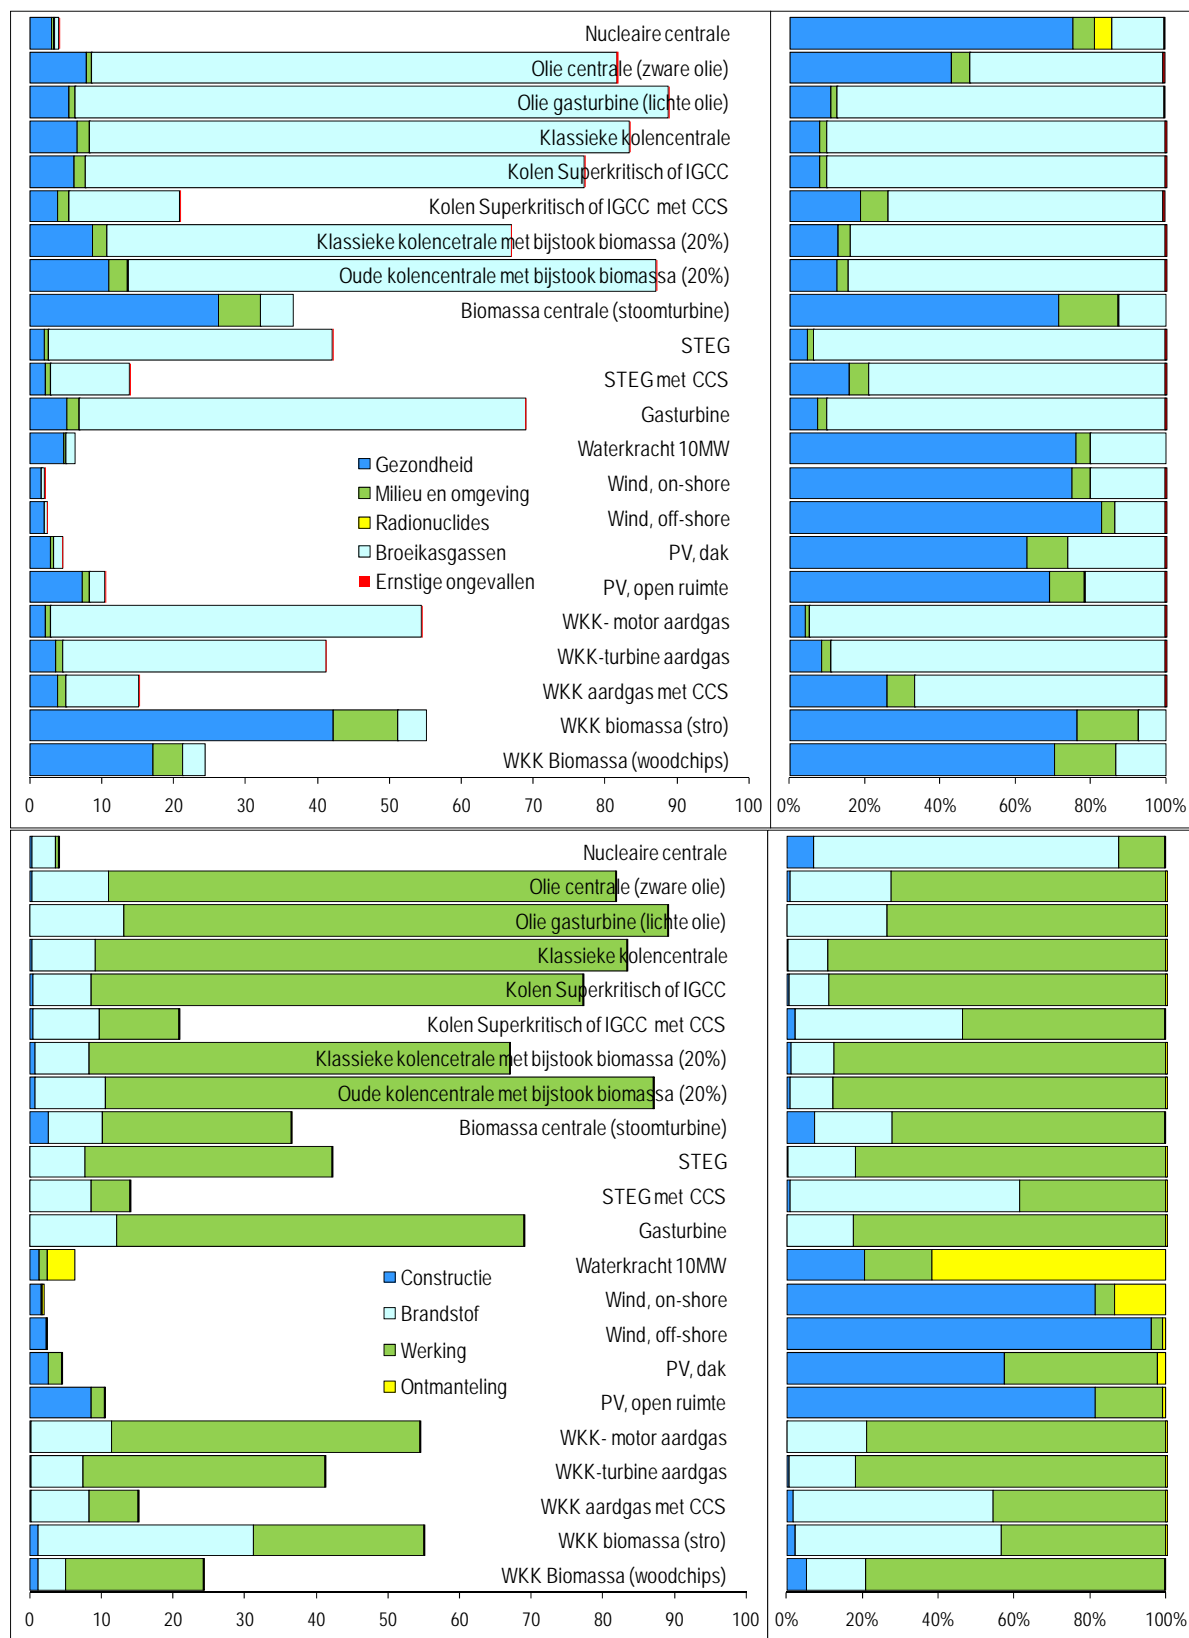 Nucleaire centrale
Olie centrale (zware olie)
Olie gasturbine (lichte olie)
Klassieke kolencentrale
Kolen Superkritisch of IGCC
Kolen Superkritisch of IGCC met CCS
Klassieke kolencetrale met bijstook biomassa (20%)
Oude kolencentrale met bijstook biomassa (20%)
Biomassa centrale (stoomturbine)
STEG
STEG met CCS
Gasturbine
Waterkracht 10MW
Wind, on-shore
Wind, off-shore
PV, dak
PV, open ruimte
WKK- motor aardgas
WKK-turbine aardgas
WKK aardgas met CCS
WKK biomassa (stro)
WKK Biomassa (woodchips)
Gezondheid
Milieu en omgeving
Radionuclides
Broeikasgassen
Ernstige ongevallen
0 10 20 30 40 50 60 70 80 90 100
0% 20% 40% 60% 80% 100%
Nucleaire centrale
Olie centrale (zware olie)
Olie gasturbine (lichte olie)
Klassieke kolencentrale
Kolen Superkritisch of IGCC
Kolen Superkritisch of IGCC met CCS
Klassieke kolencetrale met bijstook biomassa (20%)
Oude kolencentrale met bijstook biomassa (20%)
Biomassa centrale (stoomturbine)
STEG
STEG met CCS
Gasturbine
Waterkracht 10MW
Wind, on-shore
Wind, off-shore
PV, dak
PV, open ruimte
WKK- motor aardgas
WKK-turbine aardgas
WKK aardgas met CCS
WKK biomassa (stro)
WKK Biomassa (woodchips)
Constructie
Brandstof
Werking
Ontmanteling
0 10 20 30 40 50 60 70 80 90 100
0% 20% 40% 60% 80% 100%